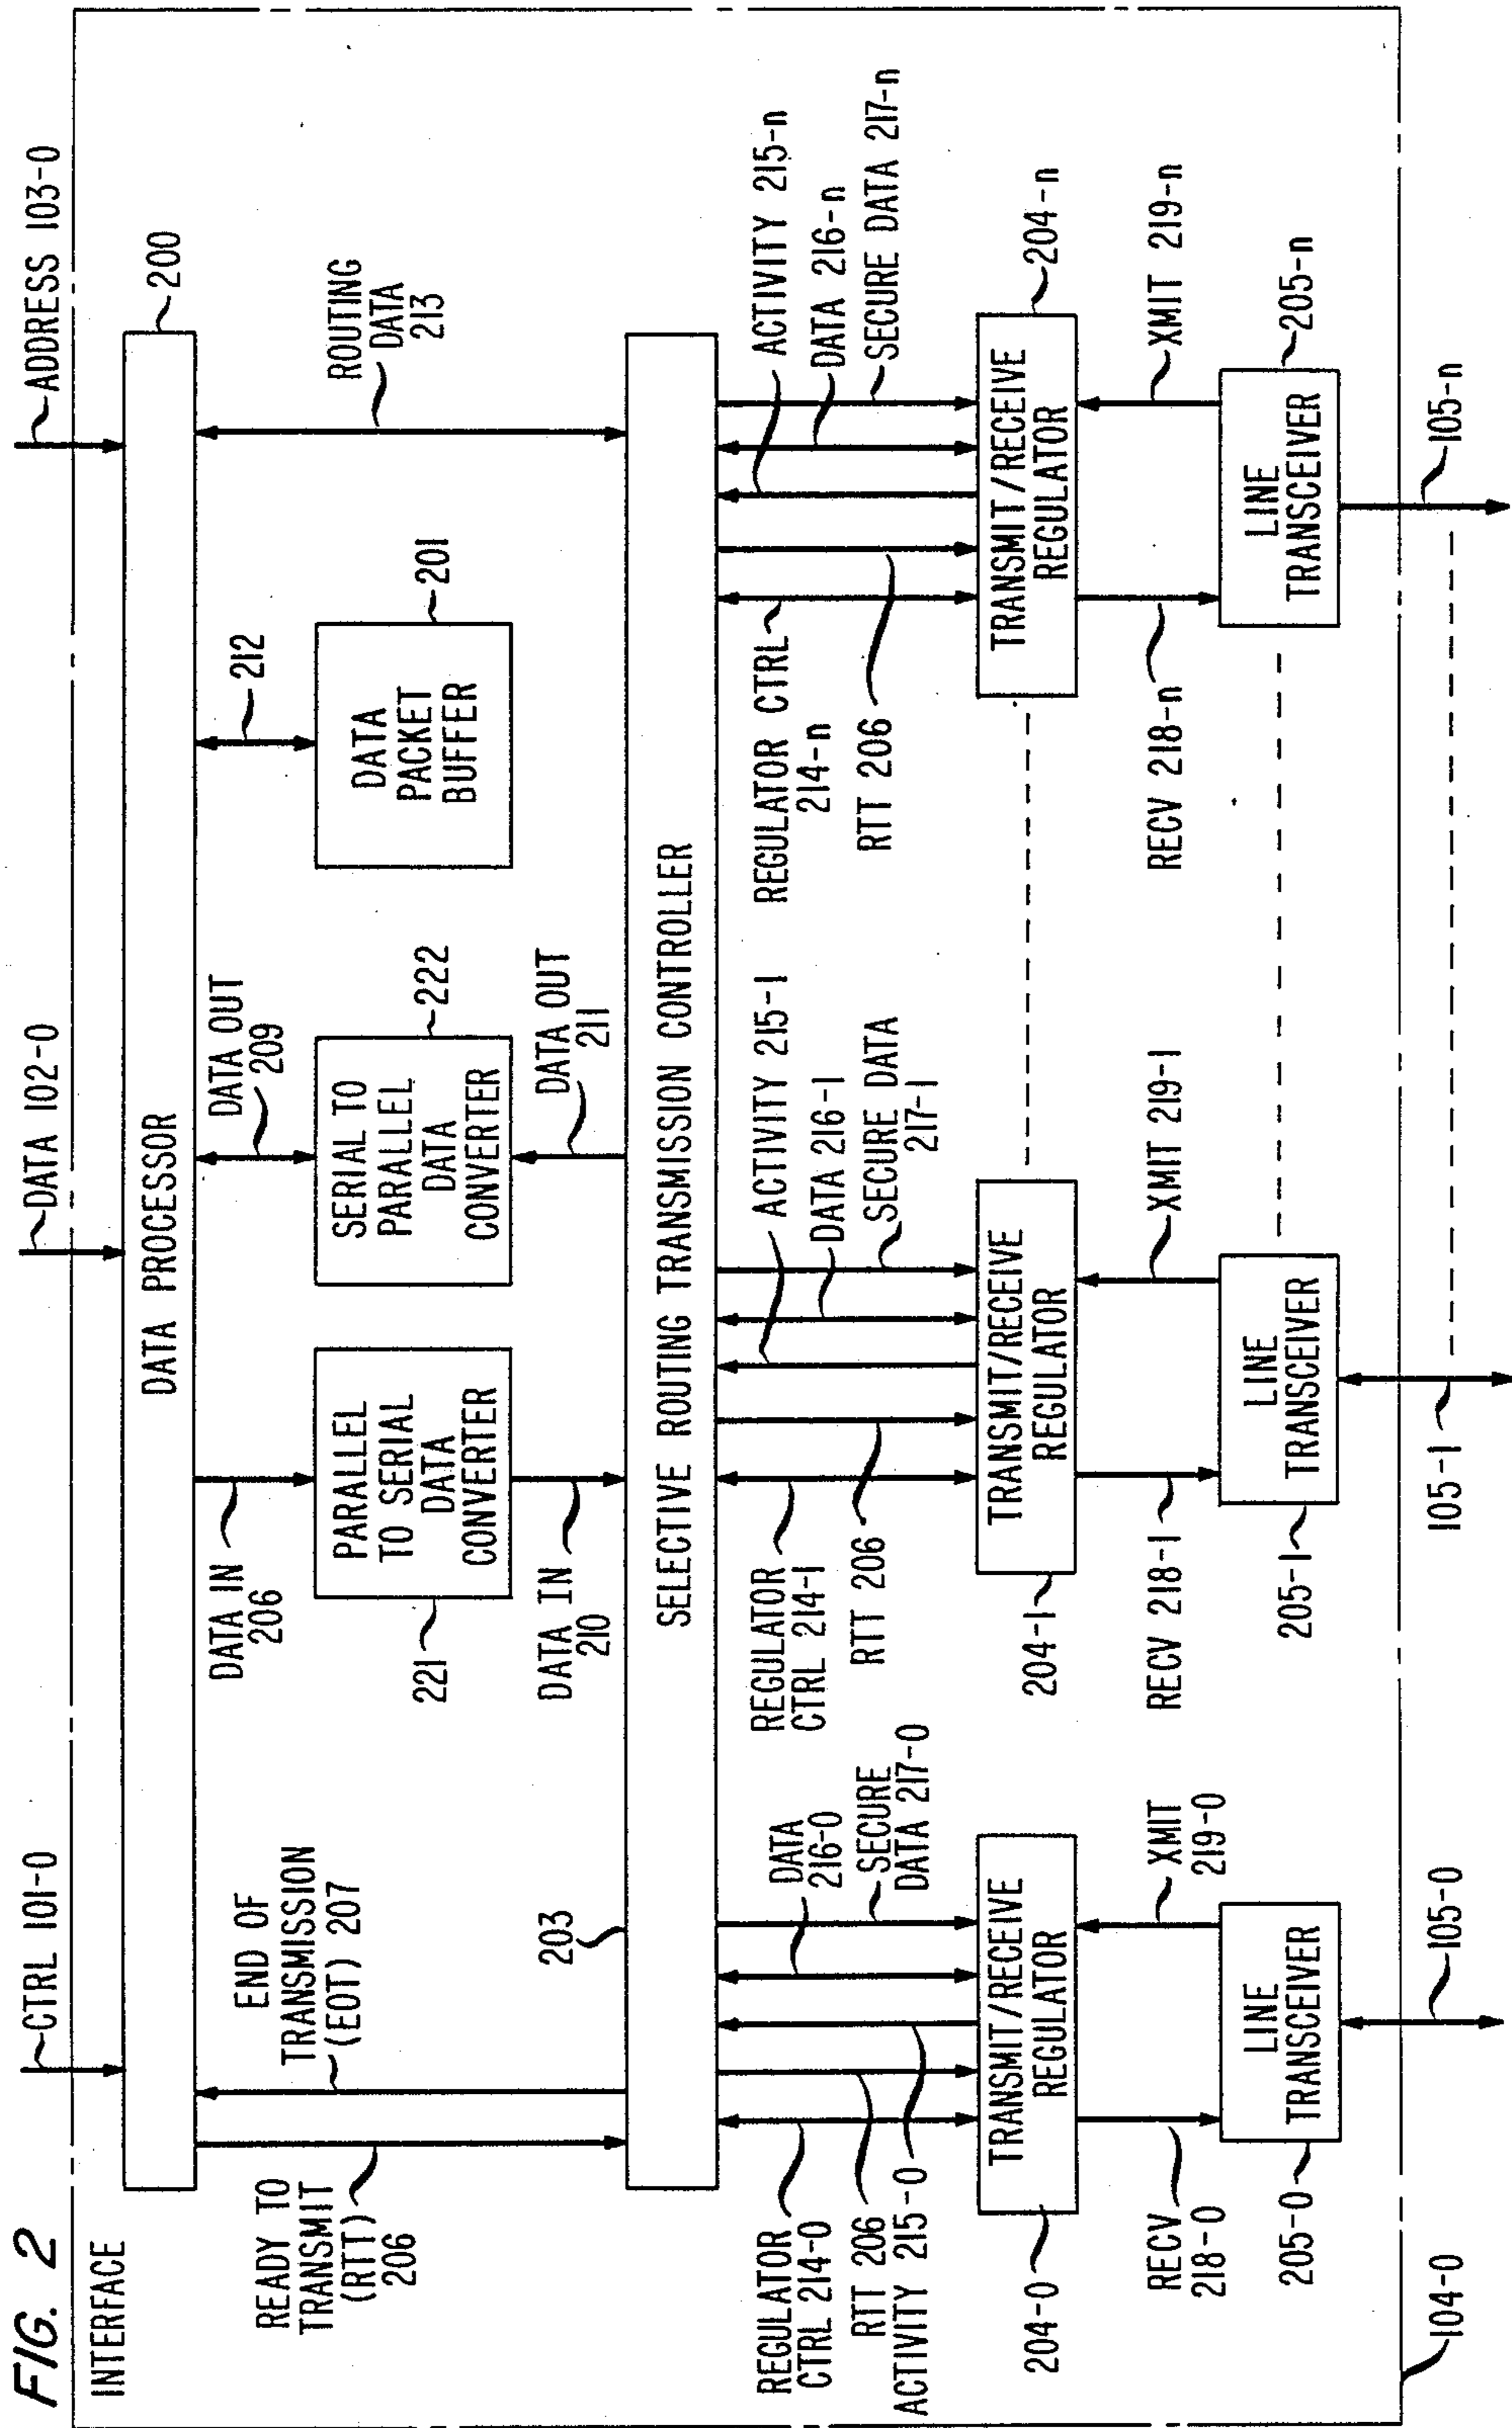 FIG. 2
INTERFACE
CTRL 101-0
DATA 102-0
ADDRESS 103-0
DATA PROCESSOR
200
READY TO
TRANSMIT
(RTT)
206
END OF
TRANSMISSION
(EOT) 207
DATA IN
206
PARALLEL
TO SERIAL
DATA
CONVERTER
221
DATA IN
210
DATA OUT
209
SERIAL TO
PARALLEL
DATA
CONVERTER
222
DATA OUT
211
212
DATA
PACKET
BUFFER
201
ROUTING
DATA
213
203
SELECTIVE ROUTING TRANSMISSION CONTROLLER
REGULATOR
CTRL 214-0
RTT 206
ACTIVITY 215-0
DATA
216-0
SECURE
DATA 217-0
REGULATOR
CTRL 214-1
RTT 206
ACTIVITY 215-1
DATA 216-1
SECURE DATA
217-1
REGULATOR CTRL
214-n
RTT 206
ACTIVITY 215-n
DATA 216-n
SECURE DATA 217-n
204-0
TRANSMIT/RECEIVE
REGULATOR
204-1
TRANSMIT/RECEIVE
REGULATOR
204-n
TRANSMIT/RECEIVE
REGULATOR
RECV
218-0
XMIT
219-0
RECV 218-1
XMIT 219-1
RECV 218-n
XMIT 219-n
205-0
LINE
TRANSCEIVER
205-1
LINE
TRANSCEIVER
205-n
LINE
TRANSCEIVER
104-0
105-0
105-1
105-n